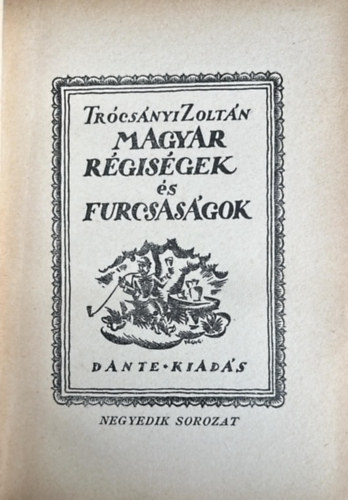 TRÓCSÁNYI ZOLTÁN
MAGYAR
RÉGISÉGEK
és
FURCSASÁGOK
DANTE • KIADÁS
NEGYEDIK SOROZAT